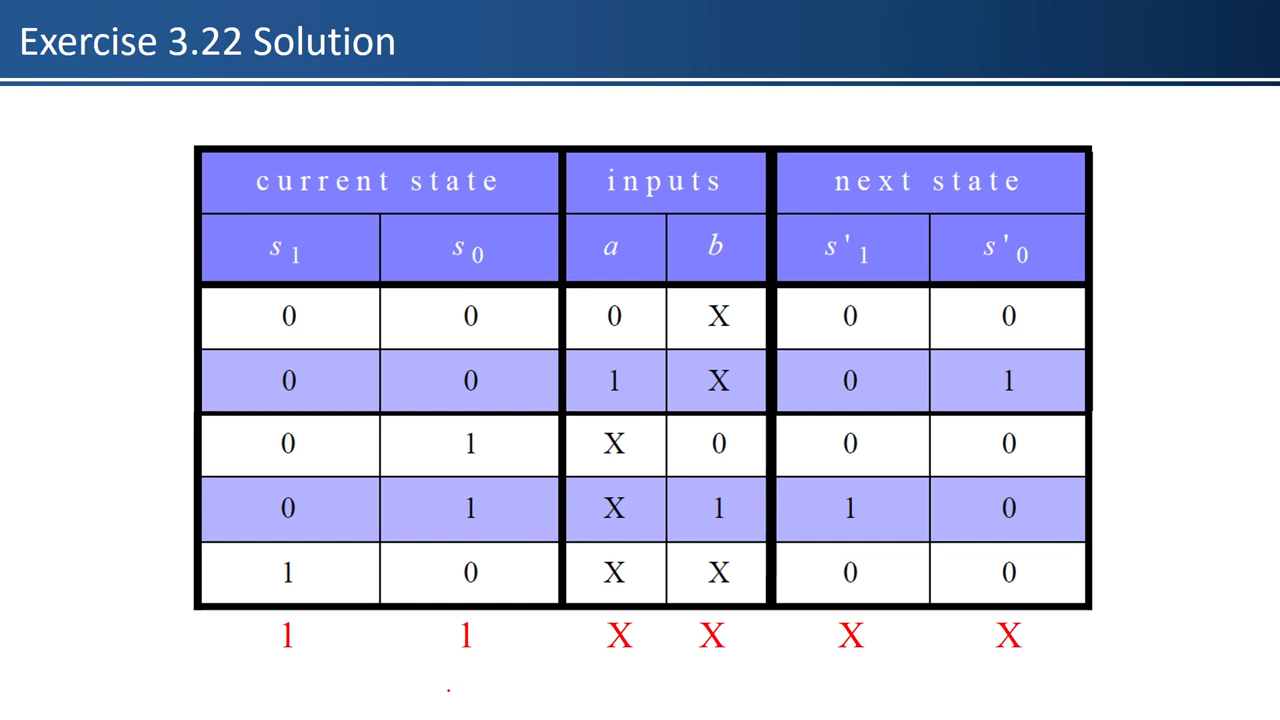 Exercise 3.22 Solution
current state inputs next state
s1 s0 a b s'1 s'0
0 0 0 X 0 0
0 0 1 X 0 1
0 1 X 0 0 0
0 1 X 1 1 0
1 0 X X 0 0
1 1 X X X X